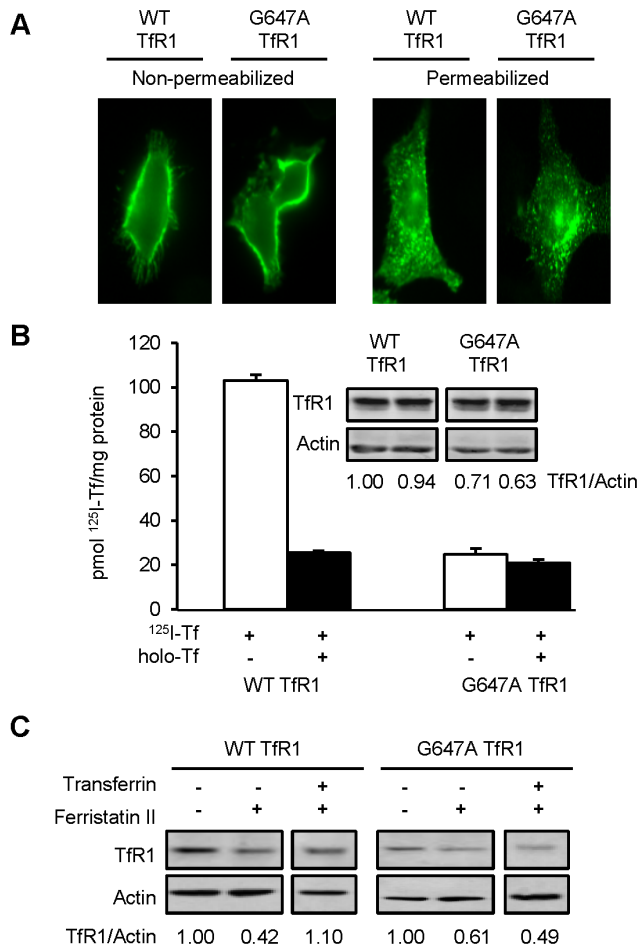 A
WT TfR1
G647A TfR1
WT TfR1
G647A TfR1
Non-permeabilized
Permeabilized
B
pmol ¹²⁵I-Tf/mg protein
120
100
80
60
40
20
0
WT TfR1
G647A TfR1
TfR1
Actin
1.00 0.94 0.71 0.63 TfR1/Actin
¹²⁵I-Tf + + + +
holo-Tf - + - +
WT TfR1 G647A TfR1
C
WT TfR1 G647A TfR1
Transferrin - - + - - +
Ferristatin II - + + - + +
TfR1
Actin
TfR1/Actin 1.00 0.42 1.10 1.00 0.61 0.49